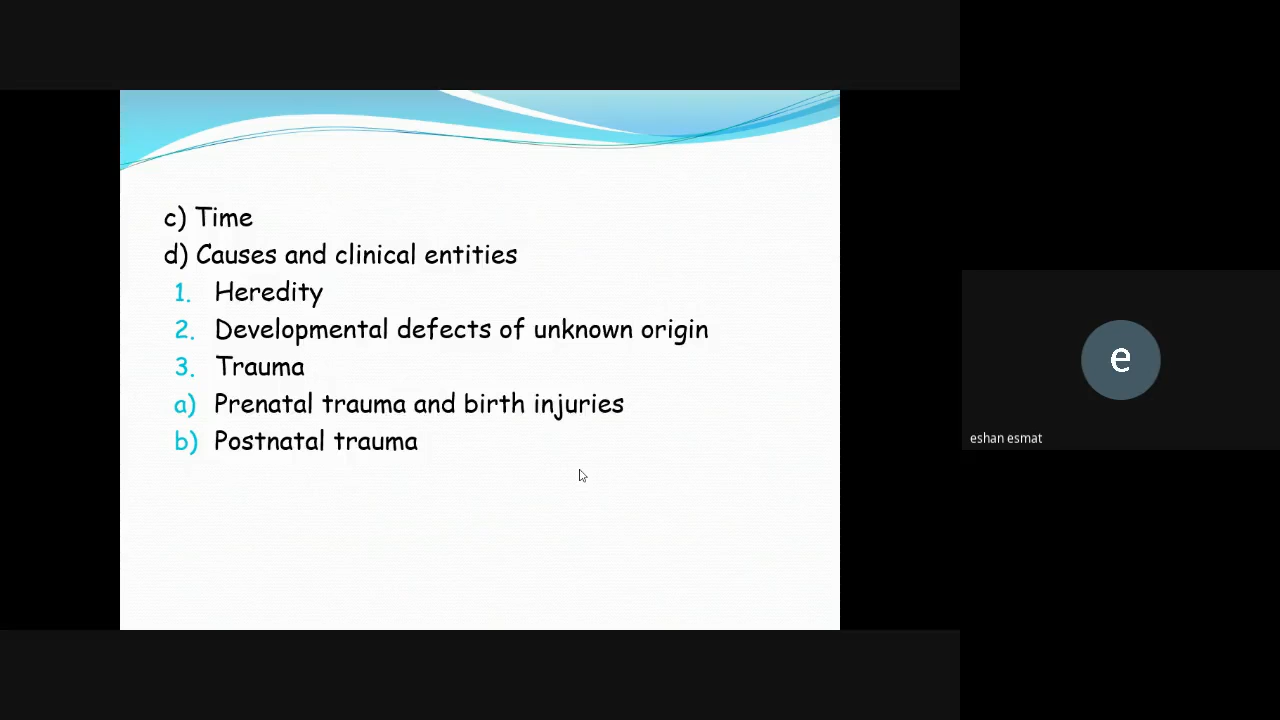 c) Time
d) Causes and clinical entities
1. Heredity
2. Developmental defects of unknown origin
3. Trauma
a) Prenatal trauma and birth injuries
b) Postnatal trauma
e
eshan esmat